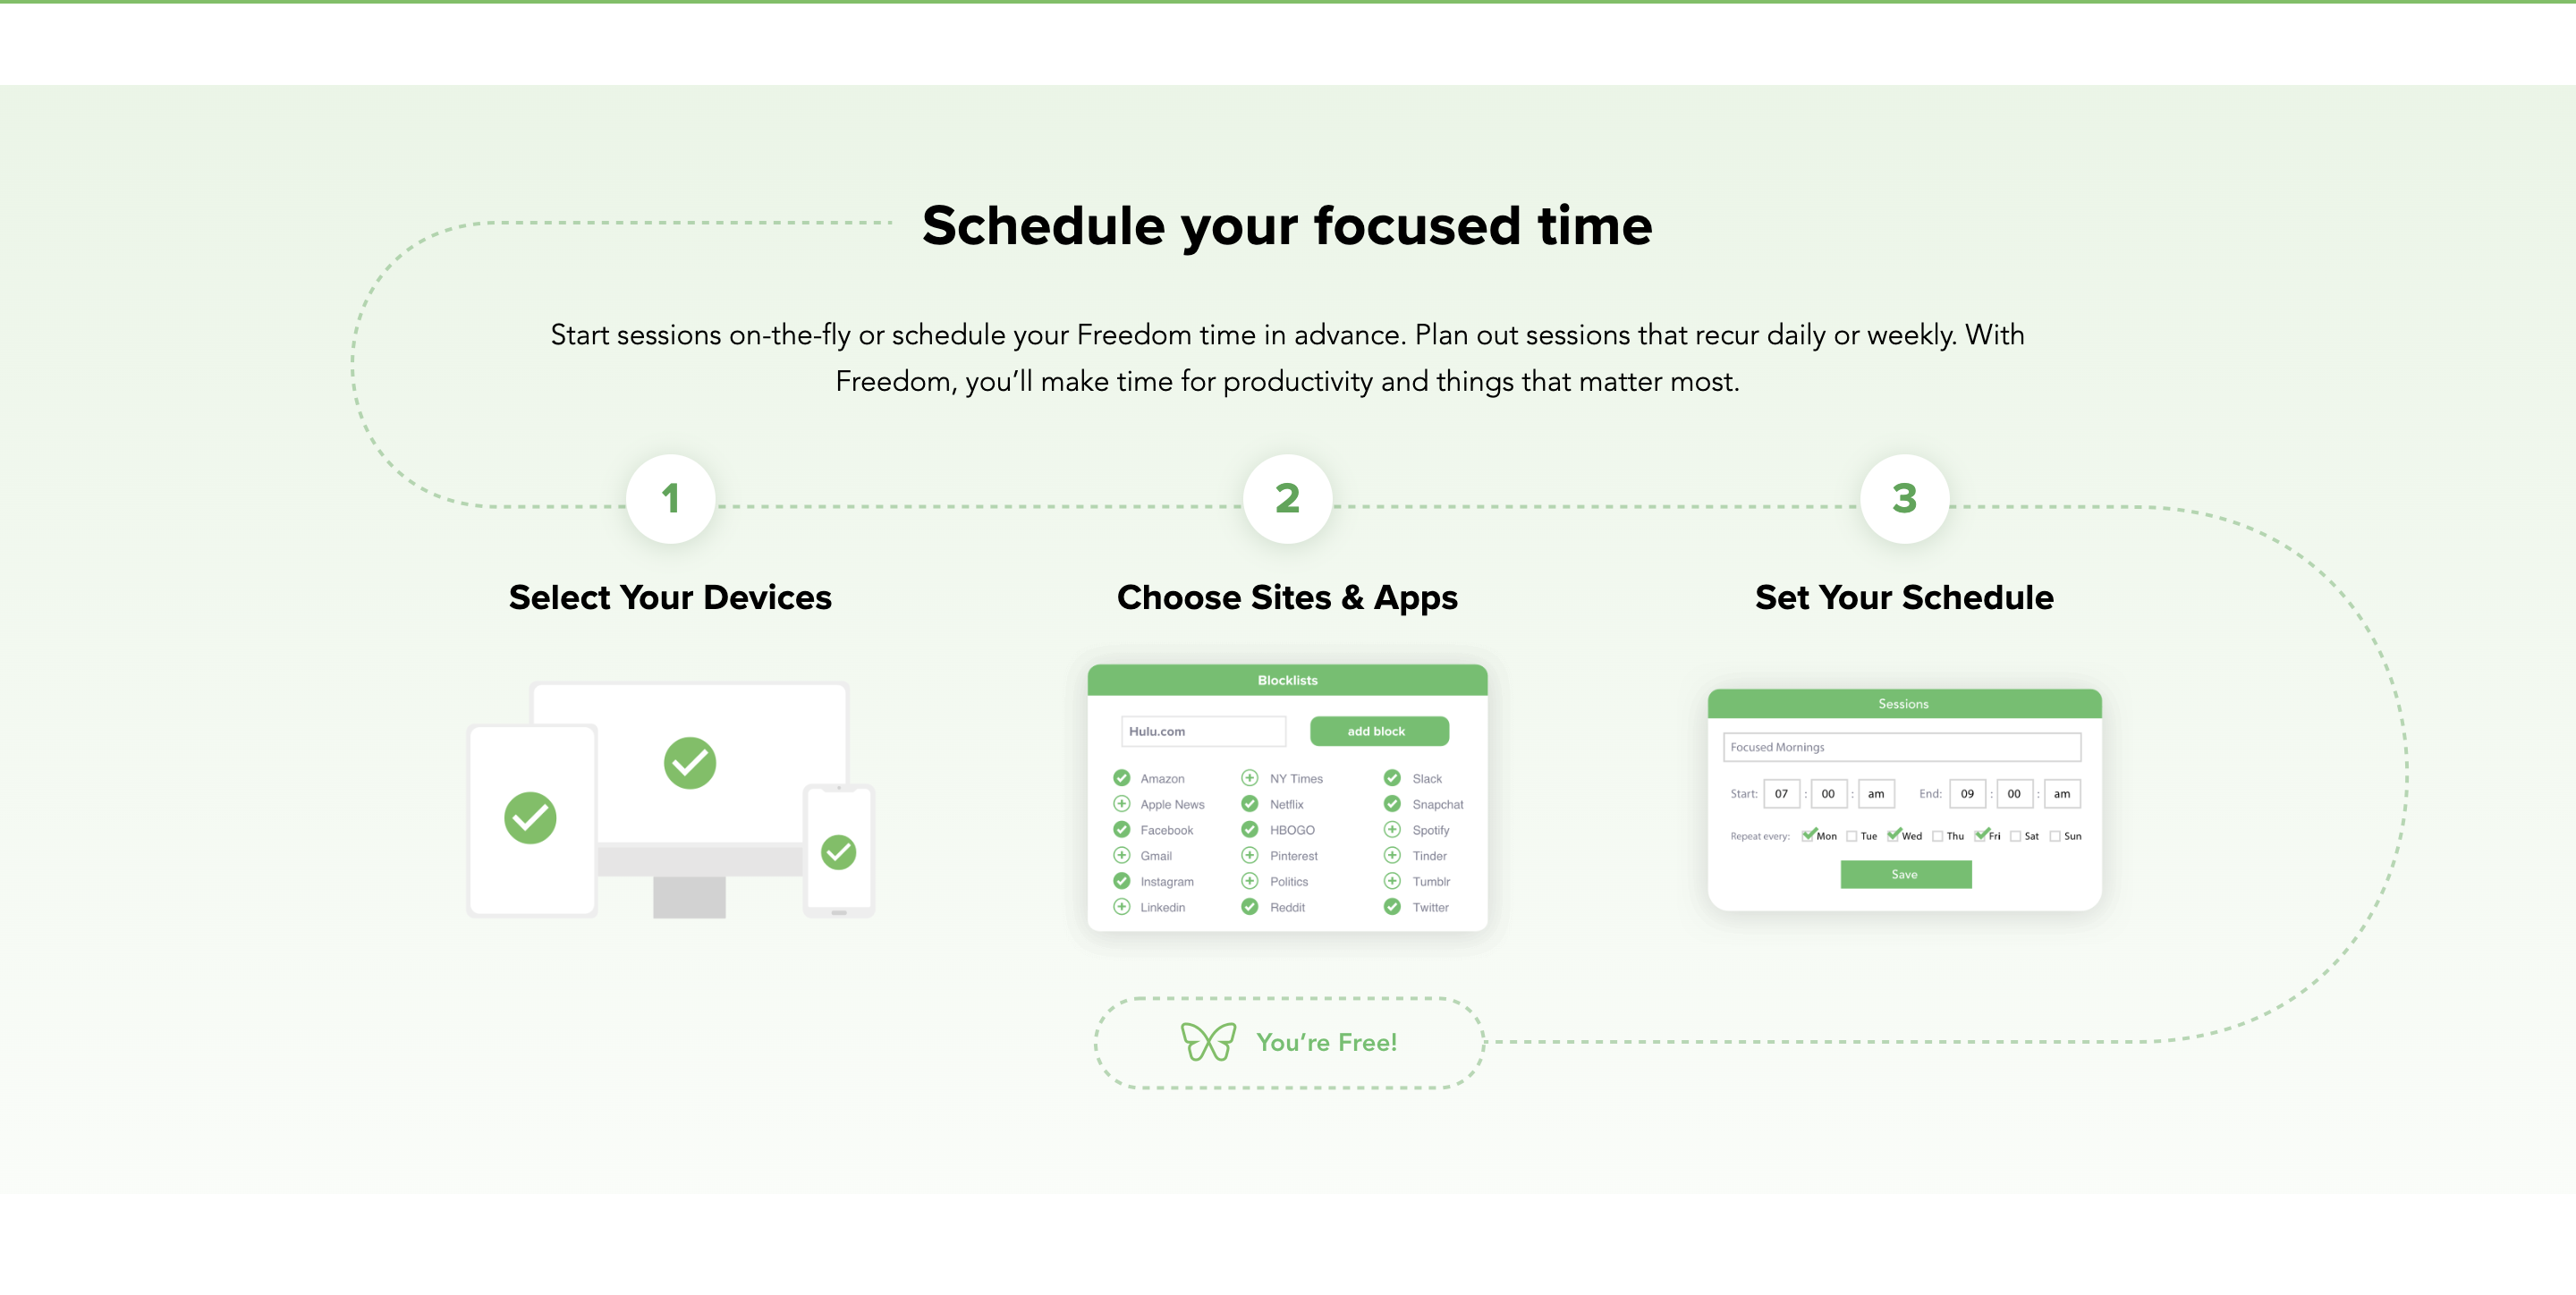 Schedule your focused time
Start sessions on-the-fly or schedule your Freedom time in advance. Plan out sessions that recur daily or weekly. With
Freedom, you’ll make time for productivity and things that matter most.
1
Select Your Devices
2
Choose Sites & Apps
Blocklists
Hulu.com add block
Amazon NY Times Slack
Apple News Netflix Snapchat
Facebook HBOGO Spotify
Gmail Pinterest Tinder
Instagram Politics Tumblr
Linkedin Reddit Twitter
3
Set Your Schedule
Sessions
Focused Mornings
Start: 07 : 00 : am End: 09 : 00 : am
Repeat every: Mon Tue Wed Thu Fri Sat Sun
Save
You’re Free!